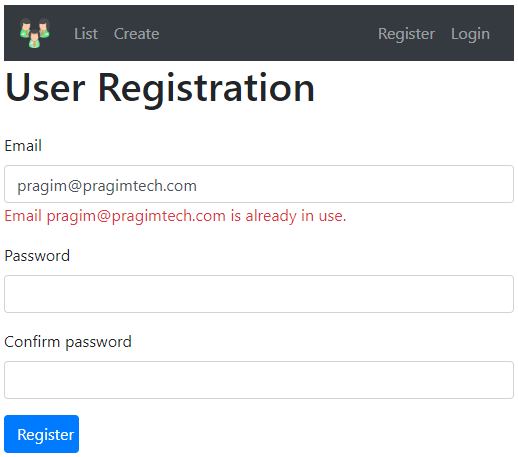 List Create Register Login
User Registration
Email
pragim@pragimtech.com
Email pragim@pragimtech.com is already in use.
Password
Confirm password
Register